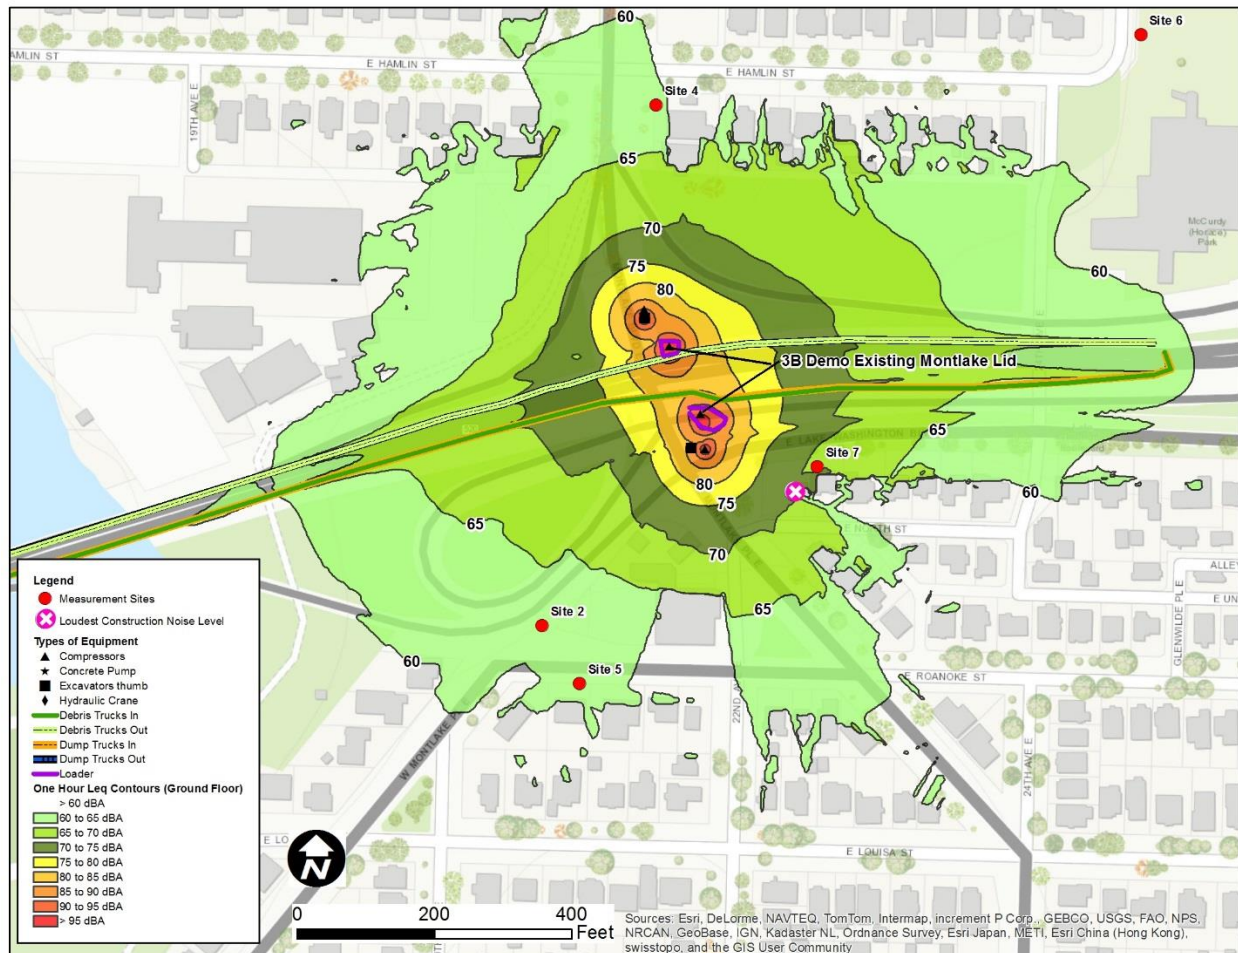 60
Site 6
HAMLIN ST
E HAMLIN ST
E HAMLIN ST
Site 4
19TH AVE E
65
McCurdy
(Horace)
Park
70
60
75
80
3B Demo Existing Montlake Lid
E LAKE WASHINGTON
65
Site 7
80
75
60
65
E NORTH ST
70
ALLEY
65
E UN
GLENWILDE PL E
Site 2
60
Site 5
E ROANOKE ST
22ND A
W MONTLAKE P
24TH AVE E
E LO
E LOUISA ST
Legend
Measurement Sites
Loudest Construction Noise Level
Types of Equipment
Compressors
Concrete Pump
Excavators thumb
Hydraulic Crane
Debris Trucks In
Debris Trucks Out
Dump Trucks In
Dump Trucks Out
Loader
One Hour Leq Contours (Ground Floor)
> 60 dBA
60 to 65 dBA
65 to 70 dBA
70 to 75 dBA
75 to 80 dBA
80 to 85 dBA
85 to 90 dBA
90 to 95 dBA
> 95 dBA
N
0 200 400
Feet
Sources: Esri, DeLorme, NAVTEQ, TomTom, Intermap, increment P Corp., GEBCO, USGS, FAO, NPS,
NRCAN, GeoBase, IGN, Kadaster NL, Ordnance Survey, Esri Japan, METI, Esri China (Hong Kong),
swisstopo, and the GIS User Community